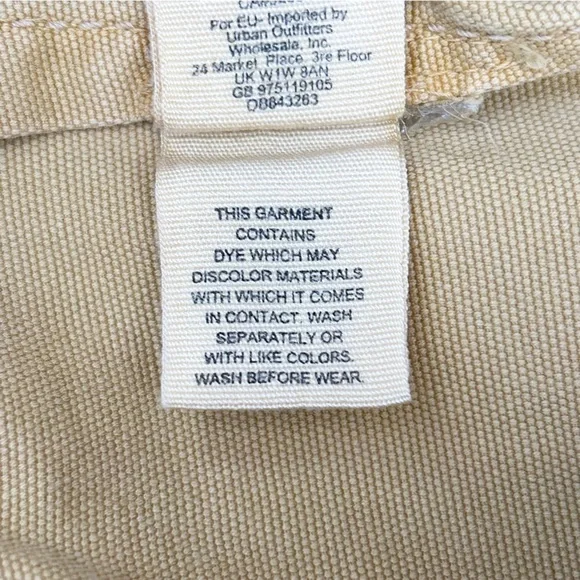 For EU- Imported by
Urban Outfitters
Wholesale, Inc.
24 Market, Place, 3re Floor
UK W1W 8AN
GB 975119105
OB843263
THIS GARMENT
CONTAINS
DYE WHICH MAY
DISCOLOR MATERIALS
WITH WHICH IT COMES
IN CONTACT. WASH
SEPARATELY OR
WITH LIKE COLORS.
WASH BEFORE WEAR.